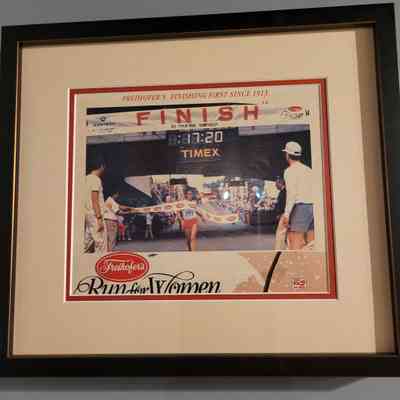 FREIHOFER'S FINISHING FIRST SINCE 1913.
FINISH
:17:20
TIMEX
Freihofer's
Run for Women